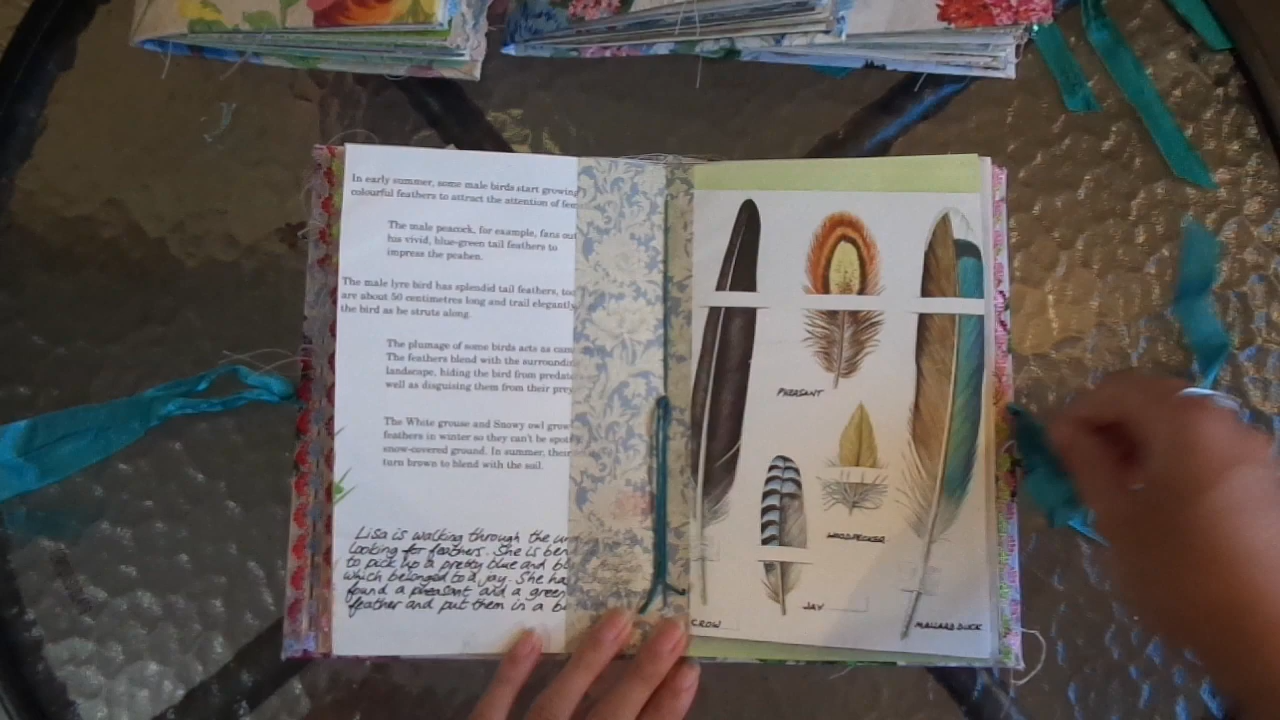 In early summer, some male birds start growing
colourful feathers to attract the attention of fem
The male peacock, for example, fans out
his vivid, blue-green tail feathers to
impress the peahen.
The male lyre bird has splendid tail feathers, too
are about 50 centimetres long and trail elegantly
the bird as he struts along.
The plumage of some birds acts as cam
The feathers blend with the surroundin
landscape, hiding the bird from predat
well as disguising them from their prey
The White grouse and Snowy owl grow
feathers in winter so they can't be spot
snow-covered ground. In summer, their
turn brown to blend with the soil.
Lisa is walking through the
looking for feathers. She is ben
to pick up a pretty blue and bl
which belonged to a jay. She ha
found a pheasant and a green
feather and put them in a b
PHEASANT
WOODPECKER
JAY
CROW
MALLARD DUCK